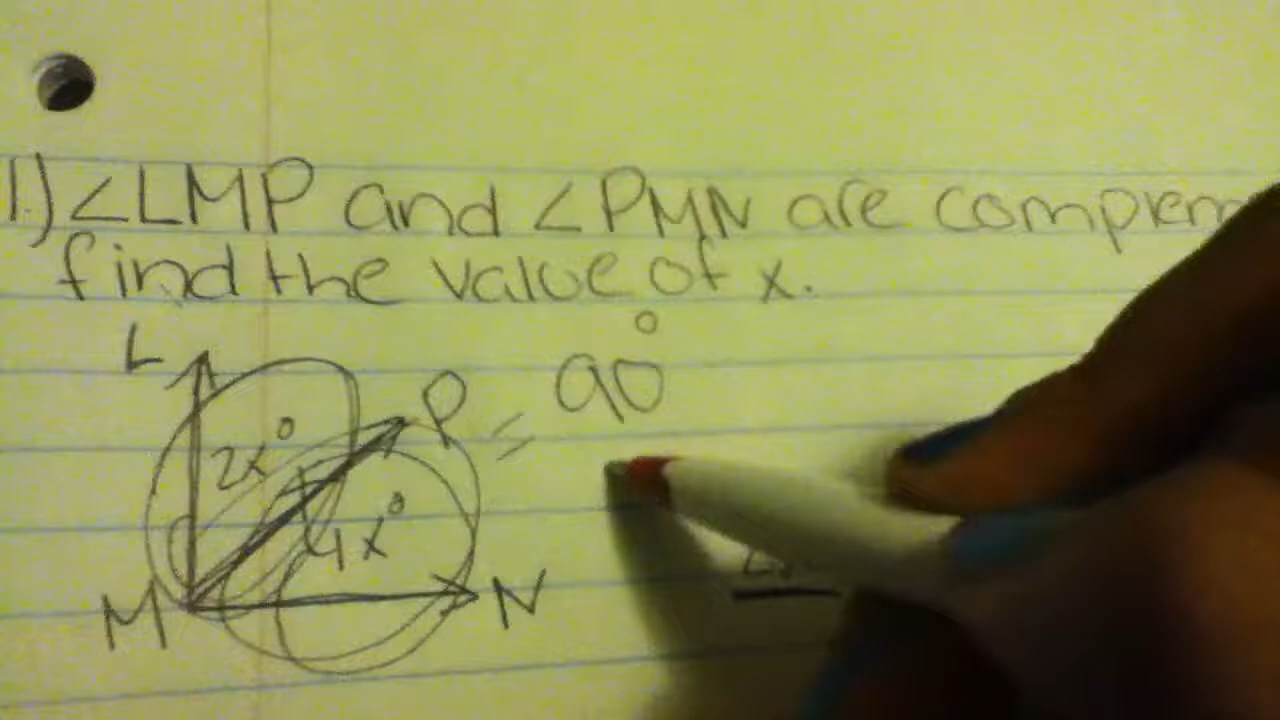 1.) ∠LMP and ∠PMN are complem
find the value of x.
L
P = 90°
2x°
4x°
M
N